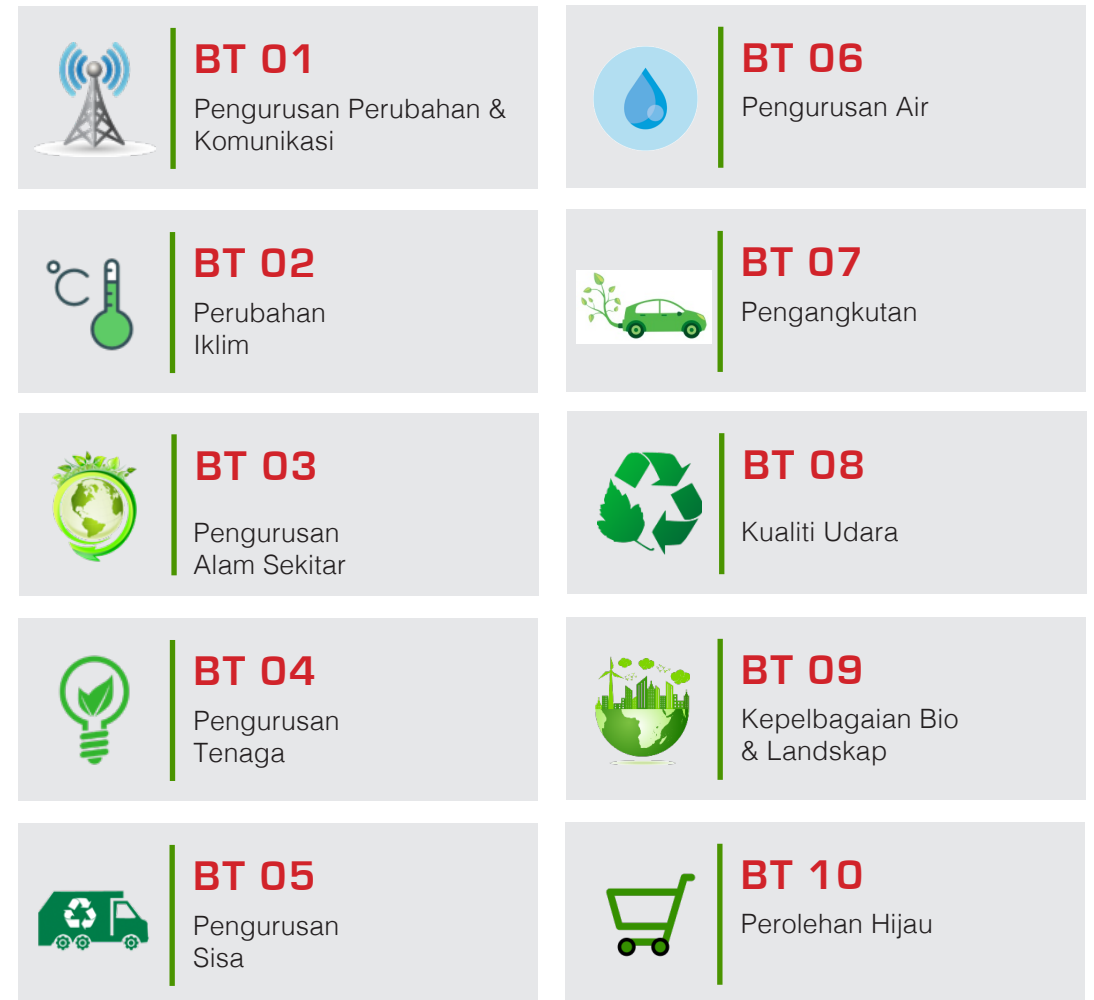 BT 01
Pengurusan Perubahan &
Komunikasi
BT 02
Perubahan
Iklim
BT 03
Pengurusan
Alam Sekitar
BT 04
Pengurusan
Tenaga
BT 05
Pengurusan
Sisa
BT 06
Pengurusan Air
BT 07
Pengangkutan
BT 08
Kualiti Udara
BT 09
Kepelbagaian Bio
& Landskap
BT 10
Perolehan Hijau
°C